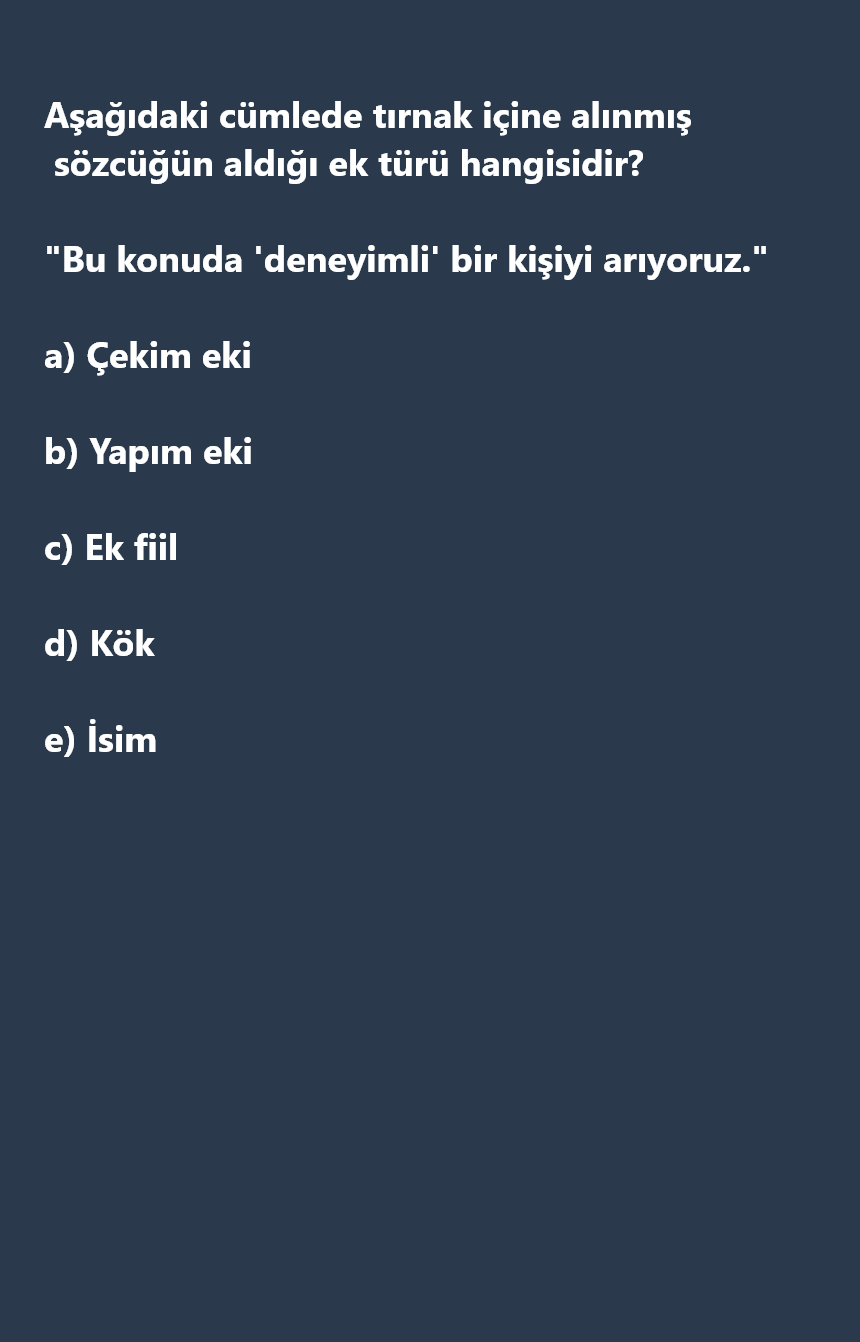 Aşağıdaki cümlede tırnak içine alınmış
sözcüğün aldığı ek türü hangisidir?
"Bu konuda 'deneyimli' bir kişiyi arıyoruz."
a) Çekim eki
b) Yapım eki
c) Ek fiil
d) Kök
e) İsim